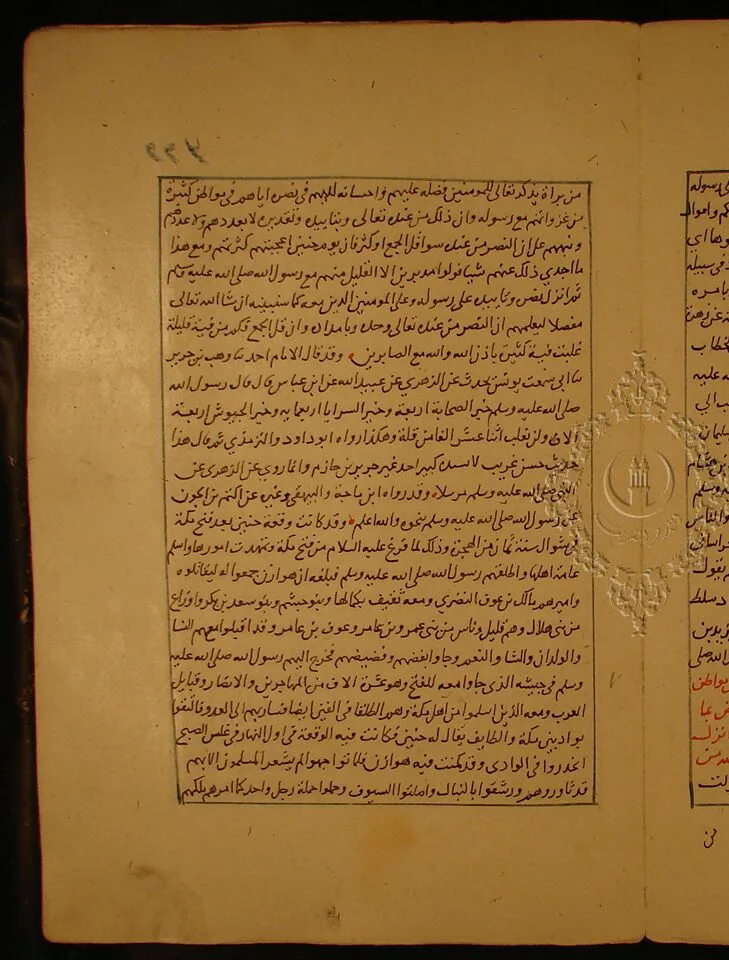 من براة يذكر تعالى للمومنين فضله عليهم واحسانه لليهم في نصره اياهم في مواطن كثيرة
من غزواتهم مع رسوله وان ذلك من عنده تعالى وبتاييده وتقديره لا بعددهم ولا عددهم
ونبههم على ان النصر من عنده سوا قل الجمع او كثر فان يوم حنين اعجبتهم كثرتهم ومع هذا
ما اجدي ذلك عنهم شيا فولوا مدبرين الا القليل منهم مع رسول الله صلى الله عليه وسلم
ثم انزل نصره وتاييده على رسوله وعلى المومنين الذين معه كما سنبينه ان شا الله تعالى
مفصلا ليعلمهم ان النصر من عنده تعالى وحده وبامداده وان قل الجمع فكم من فية قليلة
غلبت فية كثيرة باذن الله والله مع الصابرين وقد قال الامام احمد ثنا وهب بن جرير
ثنا ابي سمعت يونس يحدث عن الزهري عن عبيد الله عن ابن عباس قال قال رسول الله
صلى الله عليه وسلم خير الصحابة اربعة وخير السرايا اربعمايه وخير الجيوش اربعة
الاف ولن تغلب اثنا عشر الفا من قلة وهكذا رواه ابو داود والترمذي ثم قال هذا
حديث حسن غريب لا يسنده كبير احد غير جرير بن حازم وانما روي عن الزهري عن
النبي صلى الله عليه وسلم مرسلا وقد رواه ابن ماجة والبيهقي وغيره عن اكثم بن الجون
عن رسول الله صلى الله عليه وسلم بنحوه والله اعلم وقد كانت وقعة حنين بعد فتح مكة
في شوال سنة ثمان من الهجرة وذلك لما فرغ عليه السلام من فتح مكة وتمهدت امورها واسلم
عامة اهلها واطلقهم رسول الله صلى الله عليه وسلم فبلغه ان هوازن جمعوا له ليقاتلوه
واميرهم مالك بن عوف النضري ومعه ثقيف بكمالها وبنو جشم وبنو سعد بن بكر واوزاع
من بني هلال وهم قليل وناس من بني عمرو بن عامر وعوف بن عامر وقد اقبلوا معهم النسا
والولدان والشا والنعم وجاوا بقضهم وقضيضهم فخرج اليهم رسول الله صلى الله عليه
وسلم في جيشه الذي جاوا معه للفتح وهو عشرة الاف من المهاجرين والانصار وقبايل
العرب ومعه الذين اسلموا من اهل مكة وهم الطلقا في الفين ايضا فسار بهم الى العدو فالتقوا
بواد بين مكة والطايف يقال له حنين فكانت فيه الوقعة في اول النهار في غلس الصبح
انحدروا في الوادي وقد كمنت فيه هوازن فلما تواجهوا لم يشعر المسلمون الا بهم
قد ثاوروهم ورشقوا بالنبال واصلتوا السيوف وحملوا حملة رجل واحد كما امرهم ملكهم